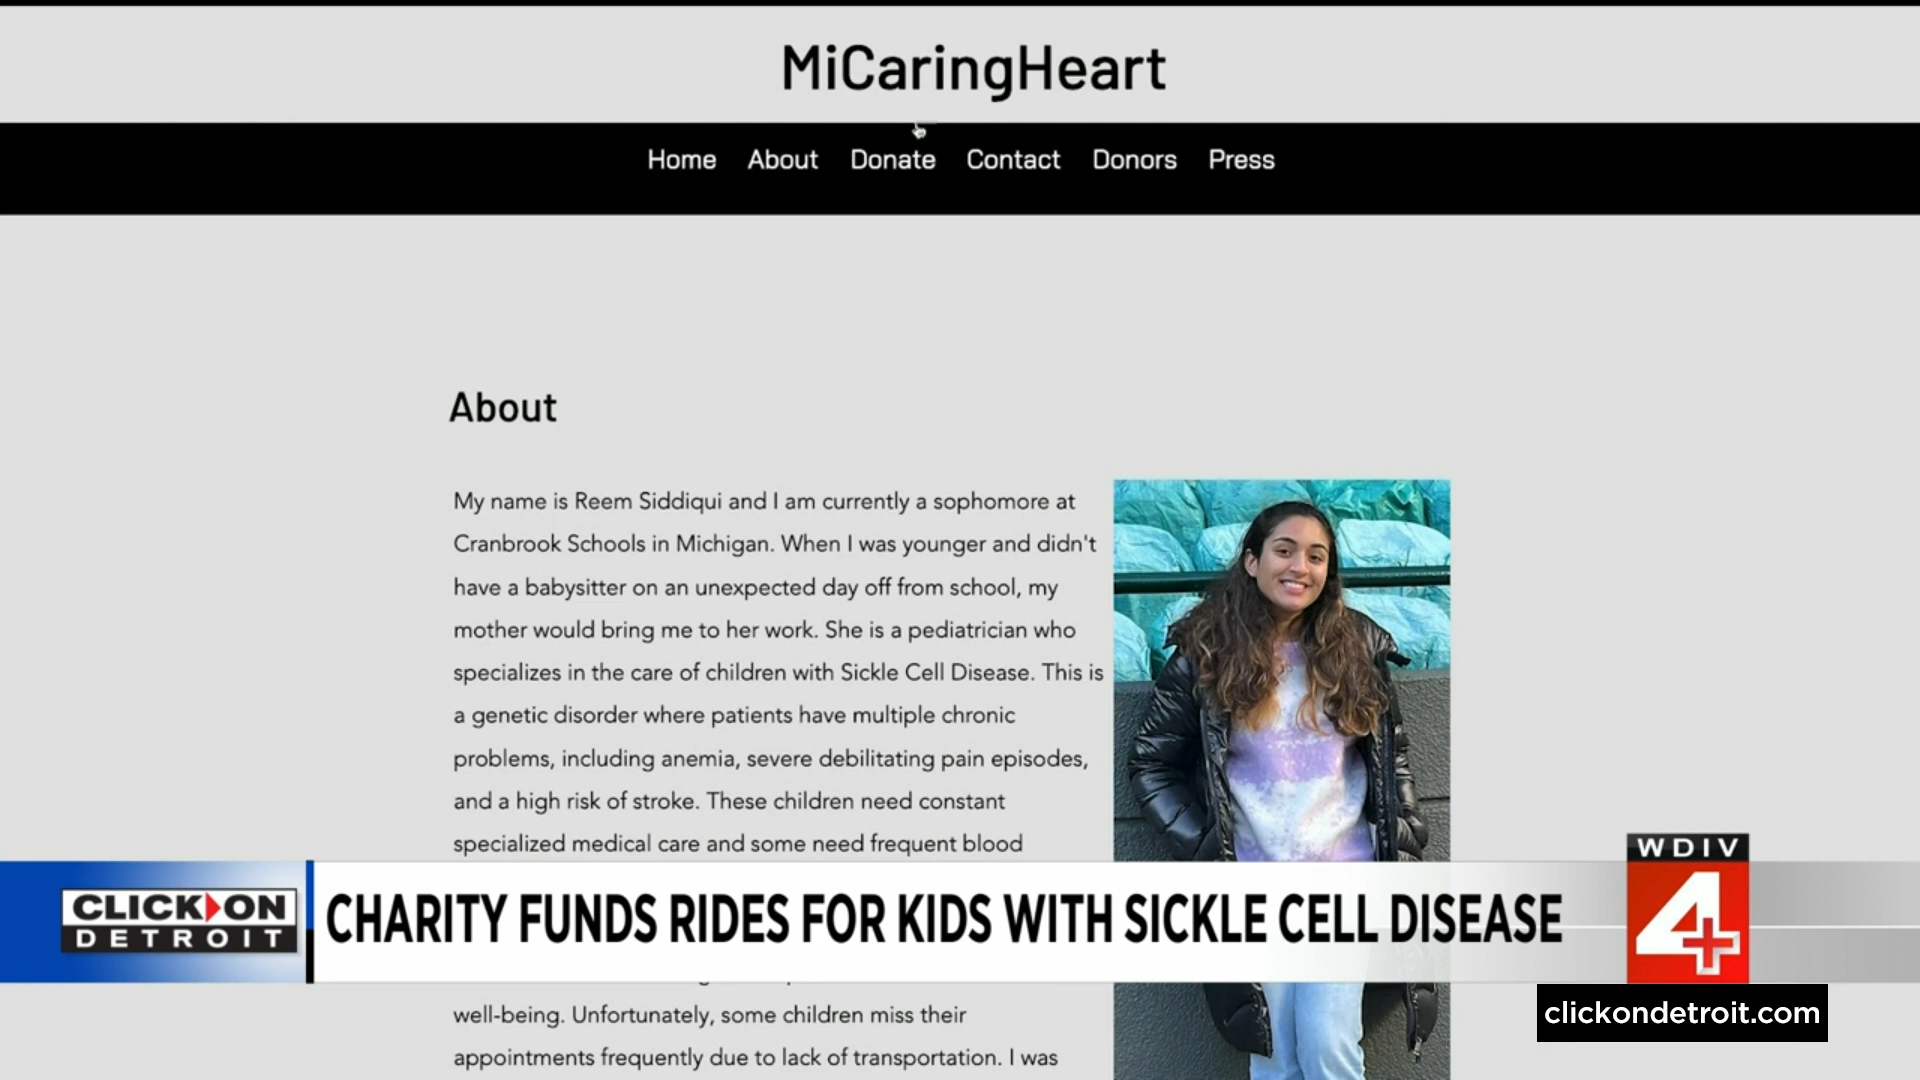 MiCaringHeart
Home About Donate Contact Donors Press
About
My name is Reem Siddiqui and I am currently a sophomore at
Cranbrook Schools in Michigan. When I was younger and didn't
have a babysitter on an unexpected day off from school, my
mother would bring me to her work. She is a pediatrician who
specializes in the care of children with Sickle Cell Disease. This is
a genetic disorder where patients have multiple chronic
problems, including anemia, severe debilitating pain episodes,
and a high risk of stroke. These children need constant
specialized medical care and some need frequent blood
CLICK ON
DETROIT
CHARITY FUNDS RIDES FOR KIDS WITH SICKLE CELL DISEASE
WDIV
4
well-being. Unfortunately, some children miss their
clickondetroit.com
appointments frequently due to lack of transportation. I was